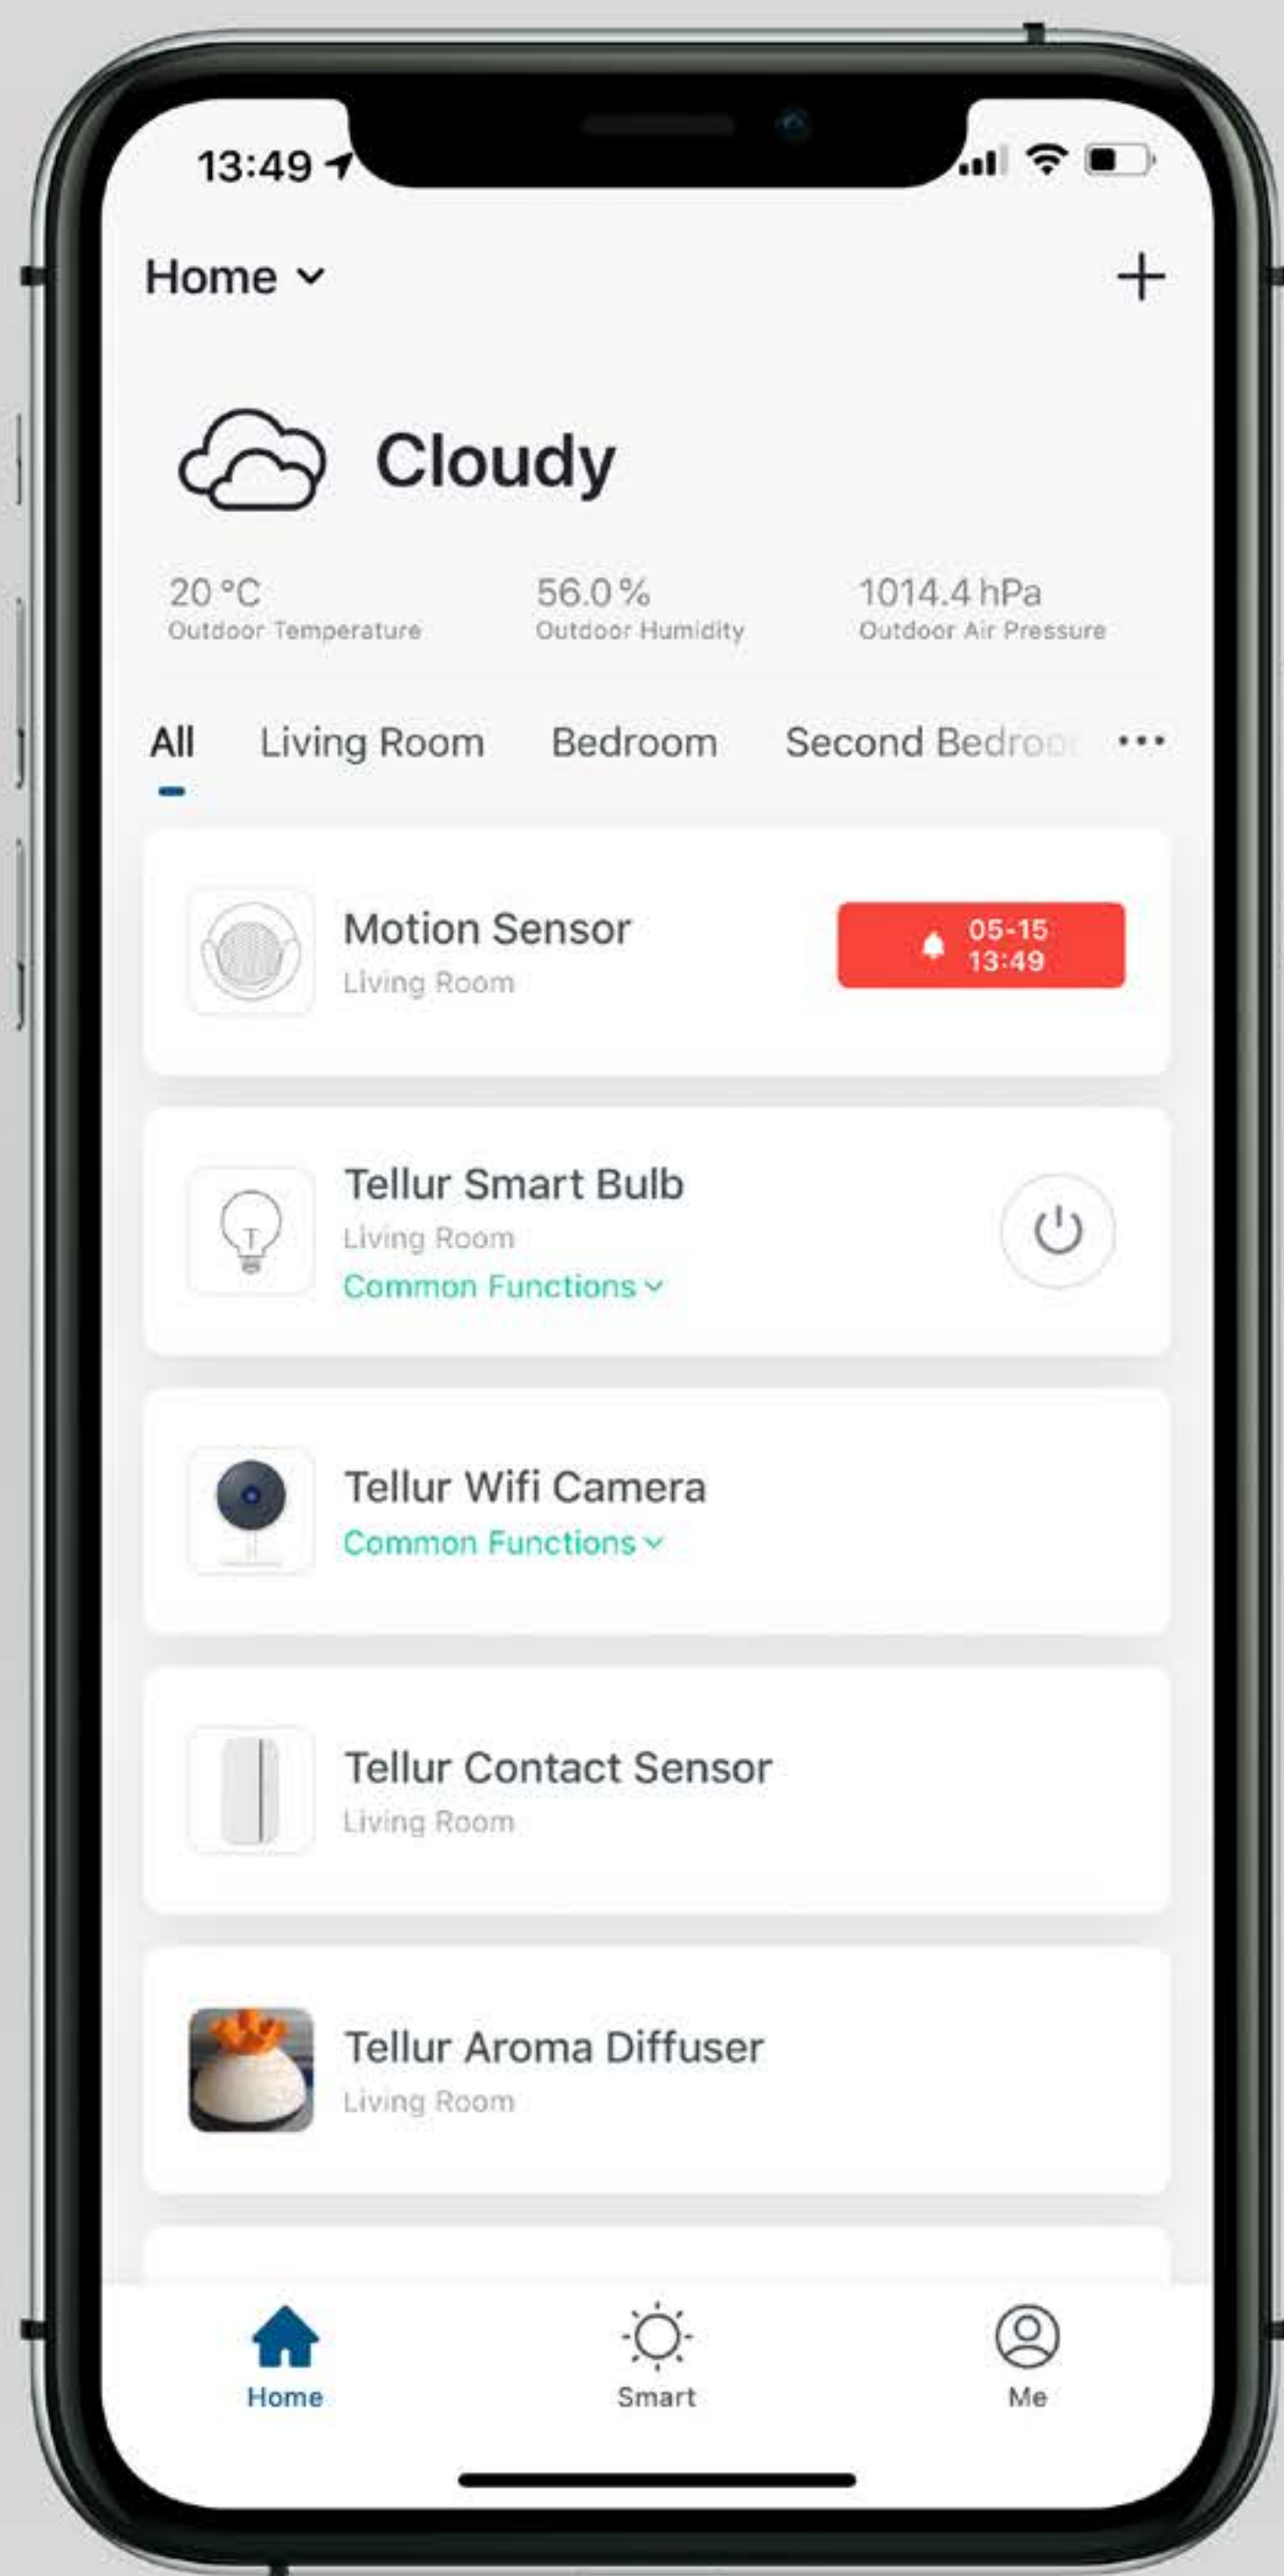 13:49
Home
Cloudy
20 °C
Outdoor Temperature
56.0 %
Outdoor Humidity
1014.4 hPa
Outdoor Air Pressure
All
Living Room
Bedroom
Second Bedroo
Motion Sensor
Living Room
05-15
13:49
T
Tellur Smart Bulb
Living Room
Common Functions
Tellur Wifi Camera
Common Functions
Tellur Contact Sensor
Living Room
Tellur Aroma Diffuser
Living Room
Home
Smart
Me